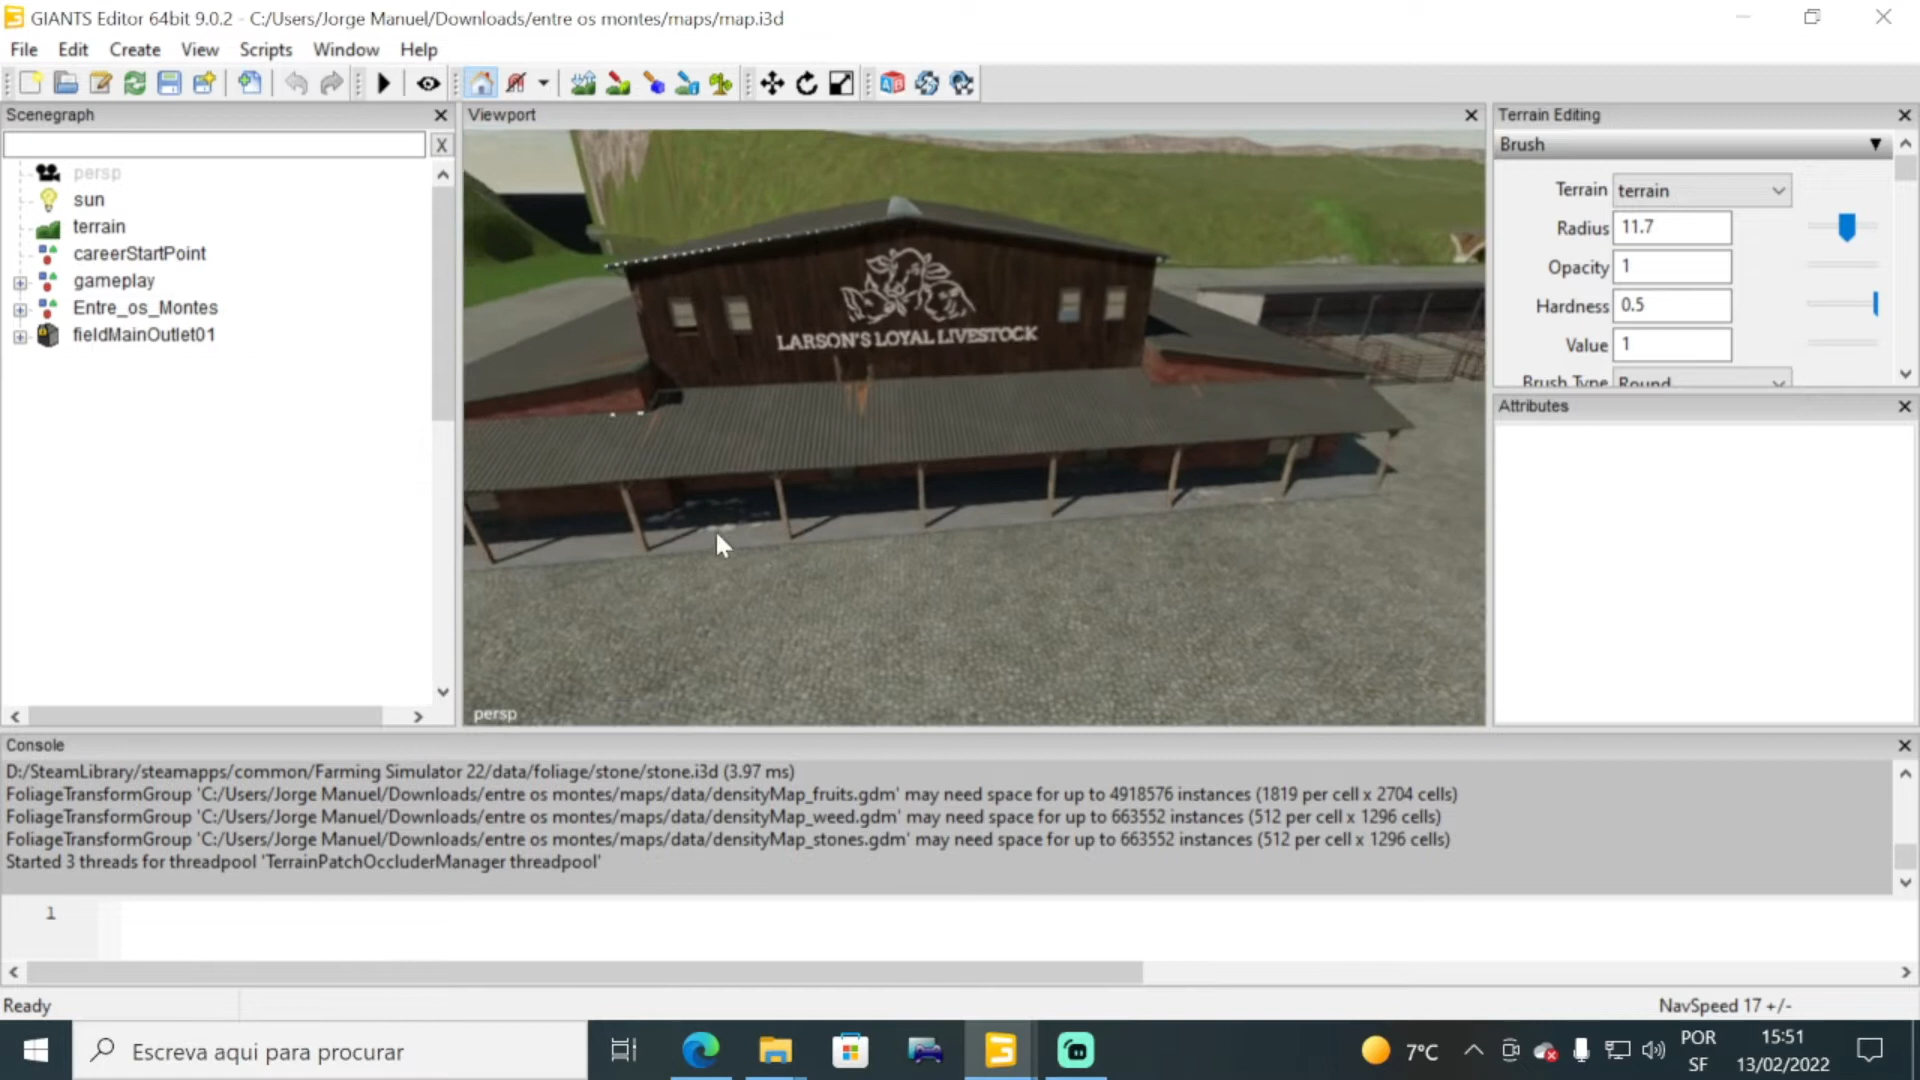 GIANTS Editor 64bit 9.0.2 - C:/Users/Jorge Manuel/Downloads/entre os montes/maps/map.i3d
File Edit Create View Scripts Window Help
Scenegraph
X
persp
sun
terrain
careerStartPoint
gameplay
Entre_os_Montes
fieldMainOutlet01
Viewport
LARSON'S LOYAL LIVESTOCK
persp
Terrain Editing
Brush
Terrain terrain
Radius 11.7
Opacity 1
Hardness 0.5
Value 1
Brush Type Round
Attributes
Console
D:/SteamLibrary/steamapps/common/Farming Simulator 22/data/foliage/stone/stone.i3d (3.97 ms)
FoliageTransformGroup 'C:/Users/Jorge Manuel/Downloads/entre os montes/maps/data/densityMap_fruits.gdm' may need space for up to 4918576 instances (1819 per cell x 2704 cells)
FoliageTransformGroup 'C:/Users/Jorge Manuel/Downloads/entre os montes/maps/data/densityMap_weed.gdm' may need space for up to 663552 instances (512 per cell x 1296 cells)
FoliageTransformGroup 'C:/Users/Jorge Manuel/Downloads/entre os montes/maps/data/densityMap_stones.gdm' may need space for up to 663552 instances (512 per cell x 1296 cells)
Started 3 threads for threadpool 'TerrainPatchOccluderManager threadpool'
1
Ready
NavSpeed 17 +/-
Escreva aqui para procurar
7°C
POR
SF
15:51
13/02/2022